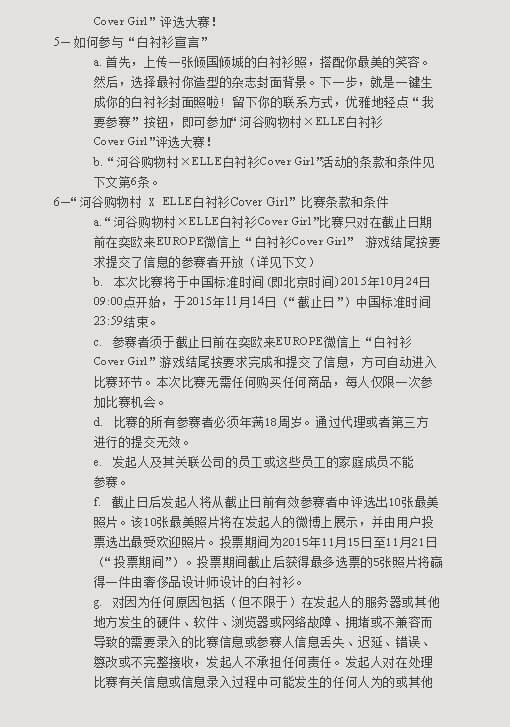 Cover Girl”评选大赛！
5— 如何参与“白衬衫宣言”
a. 首先，上传一张倾国倾城的白衬衫照，搭配你最美的笑容。
然后，选择最衬你造型的杂志封面背景。下一步，就是一键生
成你的白衬衫封面照啦！留下你的联系方式，优雅地轻点“我
要参赛”按钮，即可参加“河谷购物村×ELLE白衬衫
Cover Girl”评选大赛！
b. “河谷购物村×ELLE白衬衫Cover Girl”活动的条款和条件见
下文第6条。
6—“河谷购物村 X ELLE白衬衫Cover Girl”比赛条款和条件
a.“河谷购物村×ELLE白衬衫Cover Girl”比赛只对在截止日期
前在奕欧来EUROPE微信上“白衬衫Cover Girl” 游戏结尾按要
求提交了信息的参赛者开放（详见下文）
b. 本次比赛将于中国标准时间(即北京时间)2015年10月24日
09:00点开始，于2015年11月14日（“截止日”）中国标准时间
23:59结束。
c. 参赛者须于截止日前在奕欧来EUROPE微信上“白衬衫
Cover Girl”游戏结尾按要求完成和提交了信息，方可自动进入
比赛环节。本次比赛无需任何购买任何商品，每人仅限一次参
加比赛机会。
d. 比赛的所有参赛者必须年满18周岁。通过代理或者第三方
进行的提交无效。
e. 发起人及其关联公司的员工或这些员工的家庭成员不能
参赛。
f. 截止日后发起人将从截止日前有效参赛者中评选出10张最美
照片。该10张最美照片将在发起人的微博上展示，并由用户投
票选出最受欢迎照片。投票期间为2015年11月15日至11月21日
（“投票期间”）。投票期间截止后获得最多选票的5张照片将赢
得一件由奢侈品设计师设计的白衬衫。
g. 对因为任何原因包括（但不限于）在发起人的服务器或其他
地方发生的硬件、软件、浏览器或网络故障、拥堵或不兼容而
导致的需要录入的比赛信息或参赛人信息丢失、迟延、错误、
篡改或不完整接收，发起人不承担任何责任。发起人对在处理
比赛有关信息或信息录入过程中可能发生的任何人为的或其他